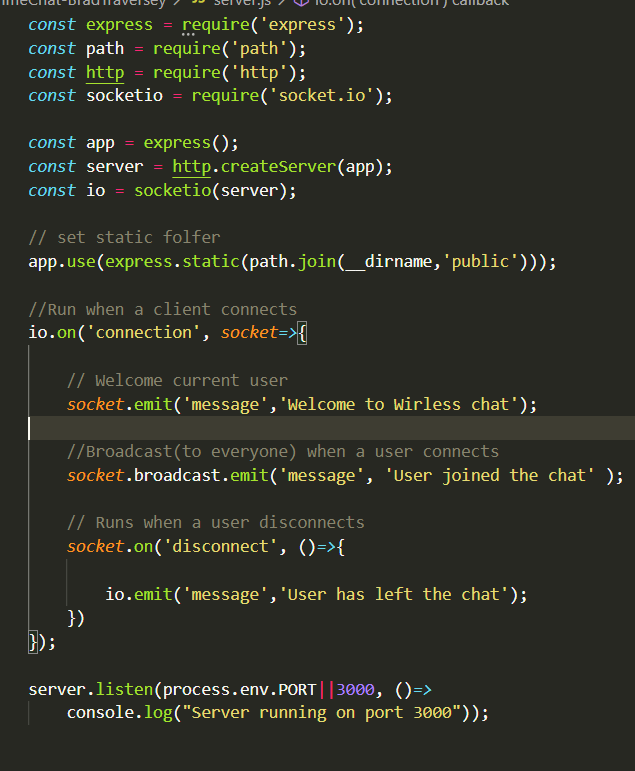 imeChat-BradTraversey > JS server.js > io.on('connection') callback
const express = require('express');
const path = require('path');
const http = require('http');
const socketio = require('socket.io');
const app = express();
const server = http.createServer(app);
const io = socketio(server);
// set static folfer
app.use(express.static(path.join(__dirname,'public')));
//Run when a client connects
io.on('connection', socket=>{
// Welcome current user
socket.emit('message','Welcome to Wirless chat');
//Broadcast(to everyone) when a user connects
socket.broadcast.emit('message', 'User joined the chat' );
// Runs when a user disconnects
socket.on('disconnect', ()=>{
io.emit('message','User has left the chat');
})
});
server.listen(process.env.PORT||3000, ()=>
console.log("Server running on port 3000"));